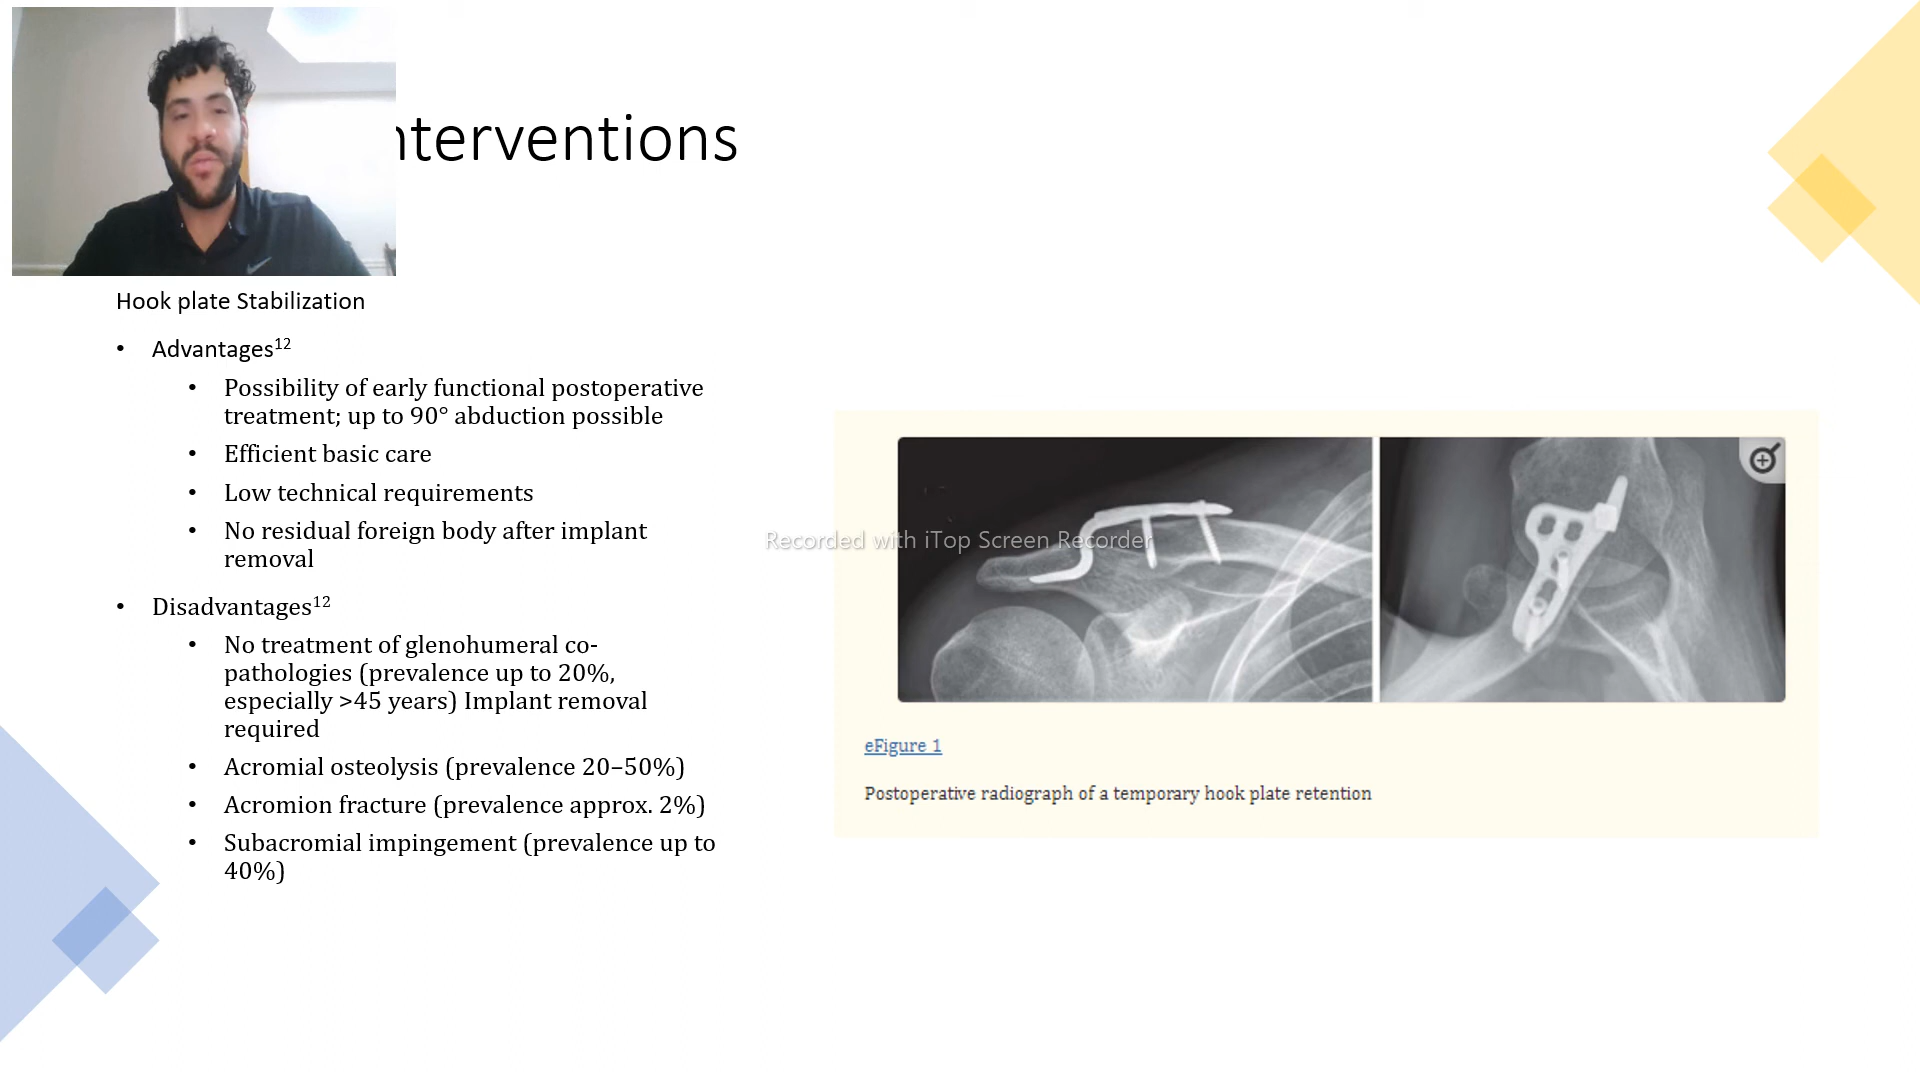 nterventions
Hook plate Stabilization
• Advantages12
• Possibility of early functional postoperative
treatment; up to 90° abduction possible
• Efficient basic care
• Low technical requirements
• No residual foreign body after implant
removal
• Disadvantages12
• No treatment of glenohumeral co-
pathologies (prevalence up to 20%,
especially >45 years) Implant removal
required
• Acromial osteolysis (prevalence 20–50%)
• Acromion fracture (prevalence approx. 2%)
• Subacromial impingement (prevalence up to
40%)
Recorded with iTop Screen Recorder
eFigure 1
Postoperative radiograph of a temporary hook plate retention